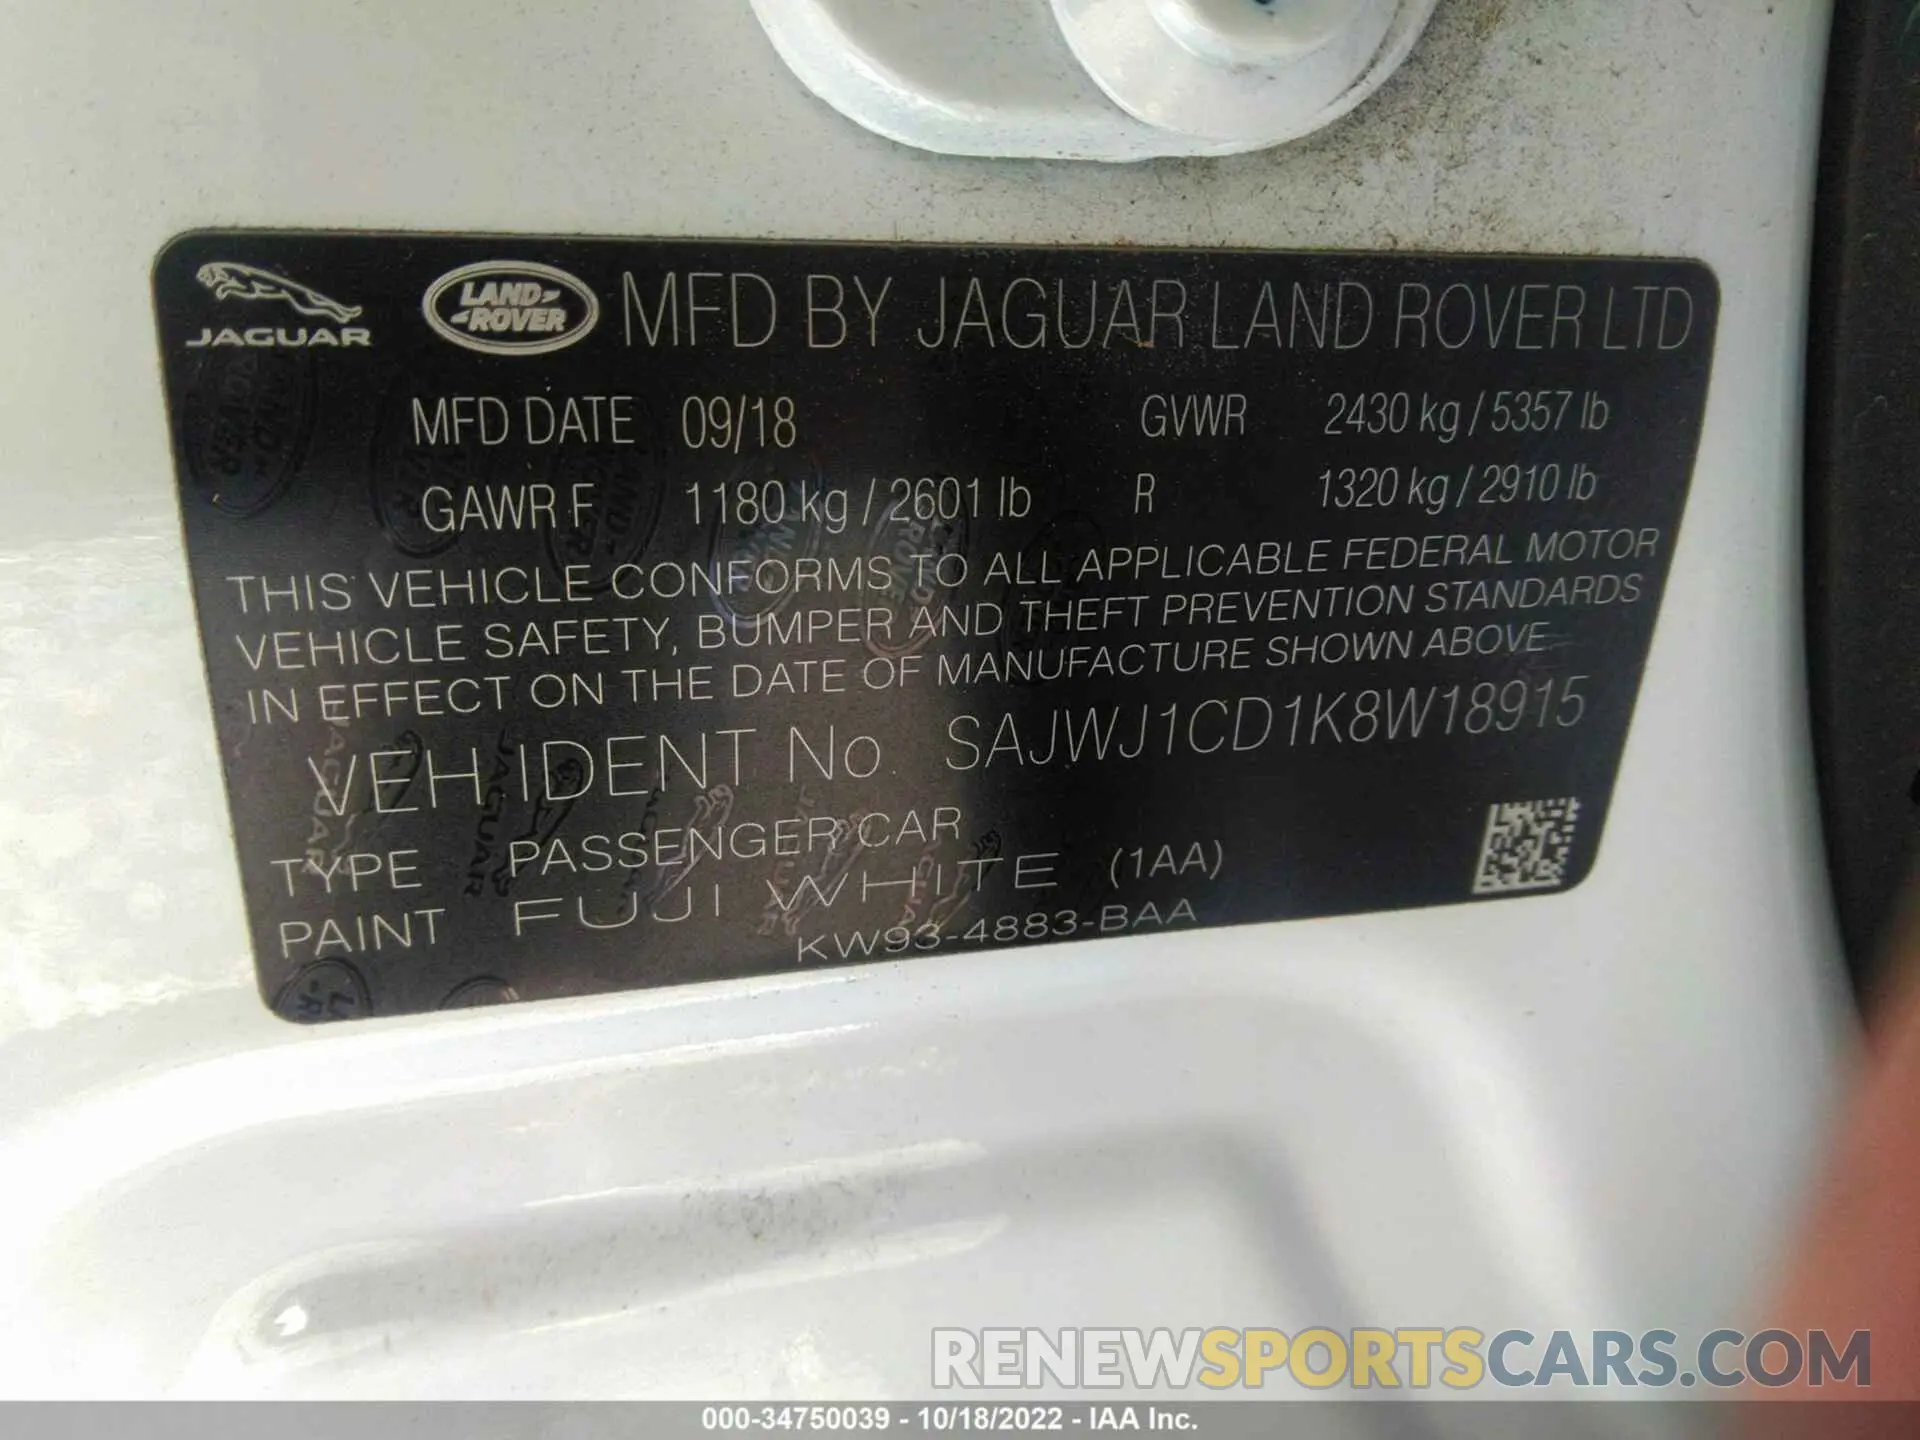 JAGUAR LAND ROVER MFD BY JAGUAR LAND ROVER LTD
MFD DATE 09/18 GVWR 2430 kg / 5357 lb
GAWR F 1180 kg / 2601 lb R 1320 kg / 2910 lb
THIS VEHICLE CONFORMS TO ALL APPLICABLE FEDERAL MOTOR
VEHICLE SAFETY, BUMPER AND THEFT PREVENTION STANDARDS
IN EFFECT ON THE DATE OF MANUFACTURE SHOWN ABOVE
VEH IDENT No. SAJWJ1CD1K8W18915
TYPE PASSENGER CAR
PAINT FUJI WHITE (1AA)
KW93-4883-BAA
RENEWSPORTSCARS.COM
000-34750039 - 10/18/2022 - IAA Inc.